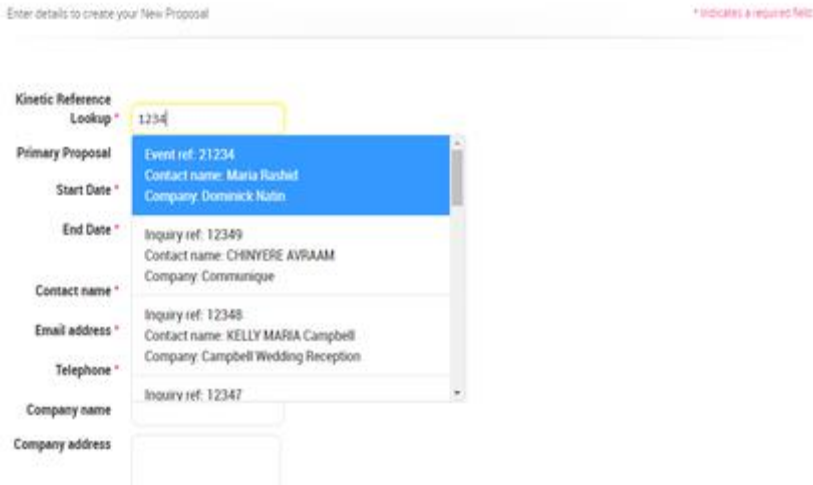 Enter details to create your New Proposal
* Indicates a required field
Kinetic Reference
Lookup *
1234
Primary Proposal
Event ref: 21234
Contact name: Maria Rashid
Company: Dominick Natin
Start Date *
End Date *
Inquiry ref: 12349
Contact name: CHINYERE AVRAAM
Company: Communique
Contact name *
Inquiry ref: 12348
Contact name: KELLY MARIA Campbell
Company: Campbell Wedding Reception
Email address *
Telephone *
Inquiry ref: 12347
Company name
Company address